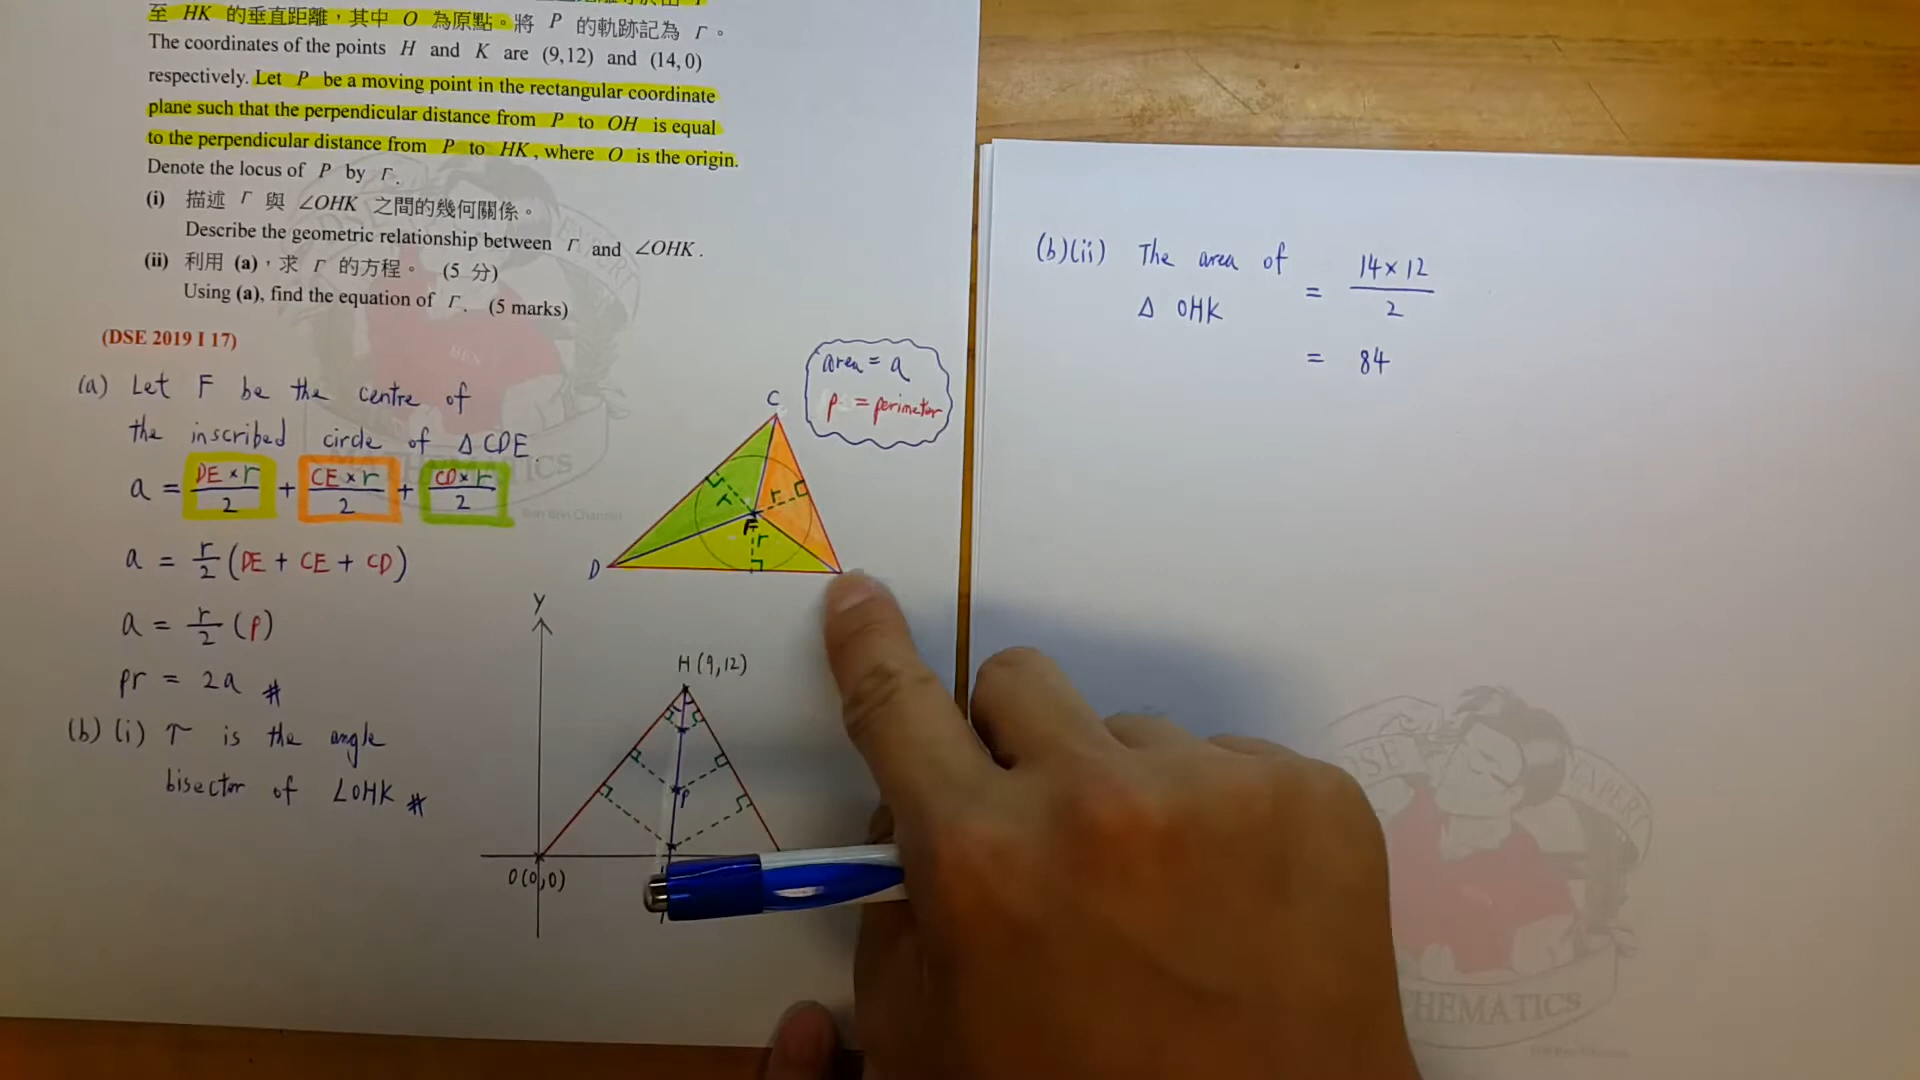 至 HK 的垂直距離，其中 O 為原點。將 P 的軌跡記為 Γ。
The coordinates of the points H and K are (9,12) and (14,0)
respectively. Let P be a moving point in the rectangular coordinate
plane such that the perpendicular distance from P to OH is equal
to the perpendicular distance from P to HK, where O is the origin.
Denote the locus of P by Γ.
(i) 描述 Γ 與 ∠OHK 之間的幾何關係。
Describe the geometric relationship between Γ and ∠OHK.
(ii) 利用 (a)，求 Γ 的方程。 (5 分)
Using (a), find the equation of Γ. (5 marks)
(DSE 2019 I 17)
(a) Let F be the centre of
the inscribed circle of Δ CDE.
a = DE×r/2 + CE×r/2 + CD×r/2
a = r/2 (DE + CE + CD)
a = r/2 (p)
pr = 2a #
(b) (i) Γ is the angle
bisector of ∠OHK #
area = a
p = perimeter
C
r
r
F
r
D
y
H (9,12)
P
O(0,0)
(b)(ii) The area of
Δ OHK
= 14×12/2
= 84
DSE
MATHEMATICS